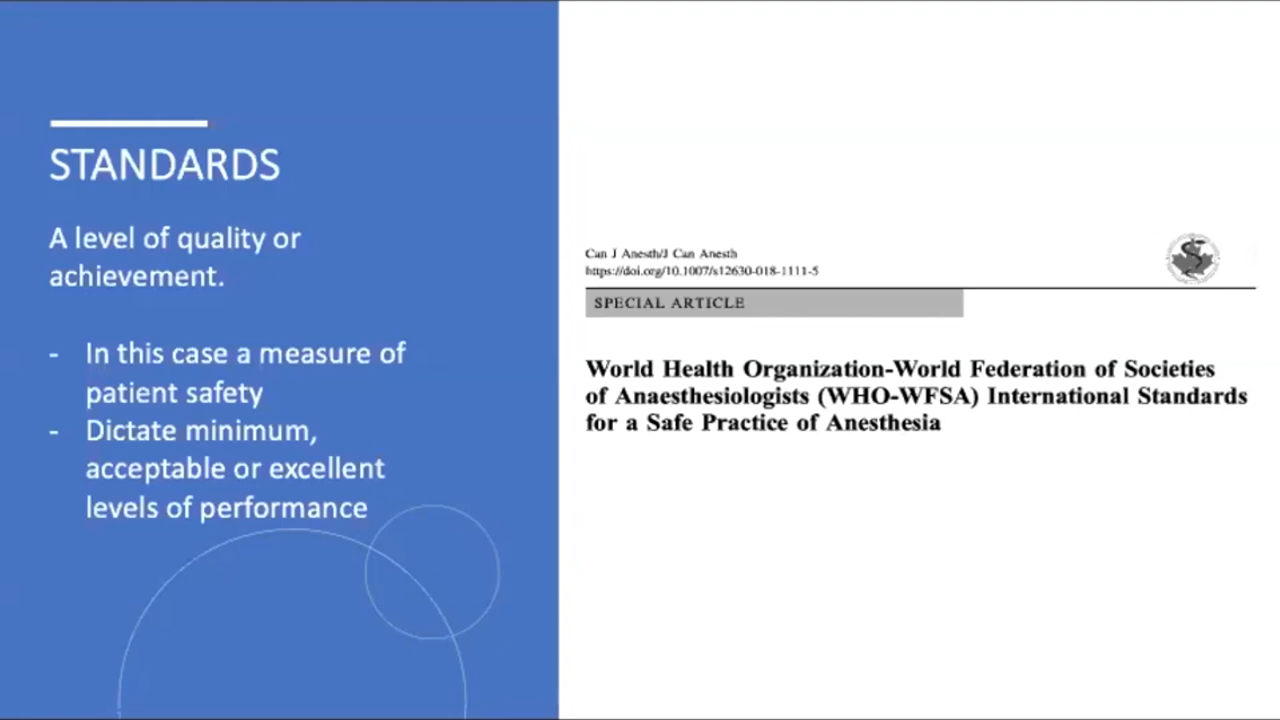 STANDARDS
A level of quality or
achievement.
- In this case a measure of
patient safety
- Dictate minimum,
acceptable or excellent
levels of performance
Can J Anesth/J Can Anesth
https://doi.org/10.1007/s12630-018-1111-5
SPECIAL ARTICLE
World Health Organization-World Federation of Societies
of Anaesthesiologists (WHO-WFSA) International Standards
for a Safe Practice of Anesthesia